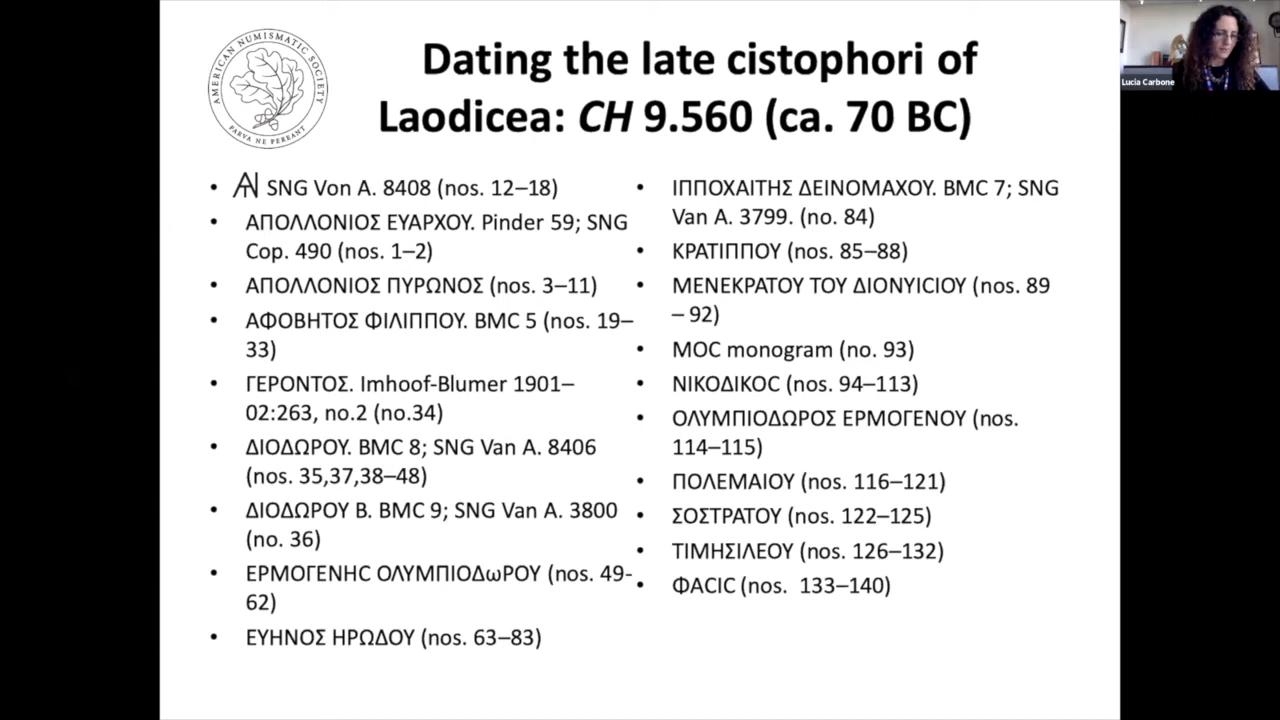 AMERICAN NUMISMATIC SOCIETY
PARVA NE PEREANT
Dating the late cistophori of
Laodicea: CH 9.560 (ca. 70 BC)
Lucia Carbone
• SNG Von A. 8408 (nos. 12–18)
• ΑΠΟΛΛΟΝΙΟΣ ΕΥΑΡΧΟΥ. Pinder 59; SNG
Cop. 490 (nos. 1–2)
• ΑΠΟΛΛΟΝΙΟΣ ΠΥΡΩΝΟΣ (nos. 3–11)
• ΑΦΟΒΗΤΟΣ ΦΙΛΙΠΠΟΥ. BMC 5 (nos. 19–
33)
• ΓΕΡΟΝΤΟΣ. Imhoof-Blumer 1901–
02:263, no.2 (no.34)
• ΔΙΟΔΩΡΟΥ. BMC 8; SNG Van A. 8406
(nos. 35,37,38–48)
• ΔΙΟΔΩΡΟΥ Β. BMC 9; SNG Van A. 3800
(no. 36)
• ΕΡΜΟΓΕΝΗC ΟΛΥΜΠΙΟΔωΡΟΥ (nos. 49-
62)
• ΕΥΗΝΟΣ ΗΡΩΔΟΥ (nos. 63–83)
• ΙΠΠΟΧΑΙΤΗΣ ΔΕΙΝΟΜΑΧΟΥ. BMC 7; SNG
Van A. 3799. (no. 84)
• ΚΡΑΤΙΠΠΟΥ (nos. 85–88)
• ΜΕΝΕΚΡΑΤΟΥ ΤΟΥ ΔΙΟΝΥΙCΙΟΥ (nos. 89
– 92)
• MOC monogram (no. 93)
• ΝΙΚΟΔΙΚΟC (nos. 94–113)
• ΟΛΥΜΠΙΟΔΩΡΟΣ ΕΡΜΟΓΕΝΟΥ (nos.
114–115)
• ΠΟΛΕΜΑΙΟΥ (nos. 116–121)
• ΣΟΣΤΡΑΤΟΥ (nos. 122–125)
• ΤΙΜΗΣΙΛΕΟΥ (nos. 126–132)
• ΦΑCΙC (nos. 133–140)